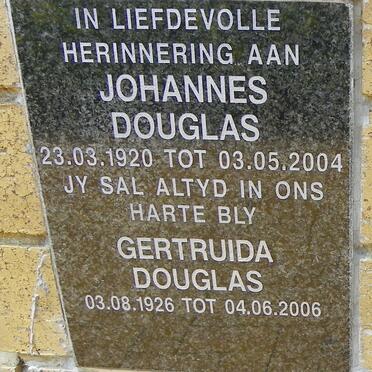 IN LIEFDEVOLLE
HERINNERING AAN
JOHANNES
DOUGLAS
23.03.1920 TOT 03.05.2004
JY SAL ALTYD IN ONS
HARTE BLY
GERTRUIDA
DOUGLAS
03.08.1926 TOT 04.06.2006